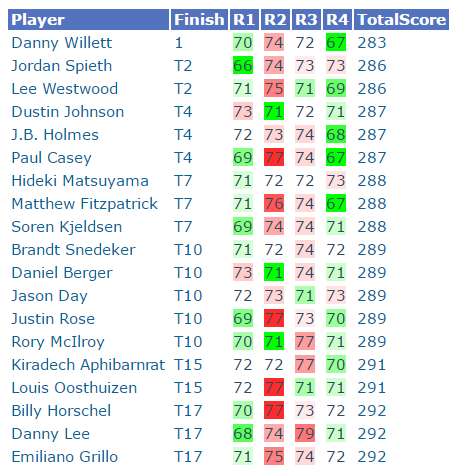 Player Finish R1 R2 R3 R4 TotalScore
Danny Willett 1 70 74 72 67 283
Jordan Spieth T2 66 74 73 73 286
Lee Westwood T2 71 75 71 69 286
Dustin Johnson T4 73 71 72 71 287
J.B. Holmes T4 72 73 74 68 287
Paul Casey T4 69 77 74 67 287
Hideki Matsuyama T7 71 72 72 73 288
Matthew Fitzpatrick T7 71 76 74 67 288
Soren Kjeldsen T7 69 74 74 71 288
Brandt Snedeker T10 71 72 74 72 289
Daniel Berger T10 73 71 74 71 289
Jason Day T10 72 73 71 73 289
Justin Rose T10 69 77 73 70 289
Rory McIlroy T10 70 71 77 71 289
Kiradech Aphibarnrat T15 72 72 77 70 291
Louis Oosthuizen T15 72 77 71 71 291
Billy Horschel T17 70 77 73 72 292
Danny Lee T17 68 74 79 71 292
Emiliano Grillo T17 71 75 74 72 292